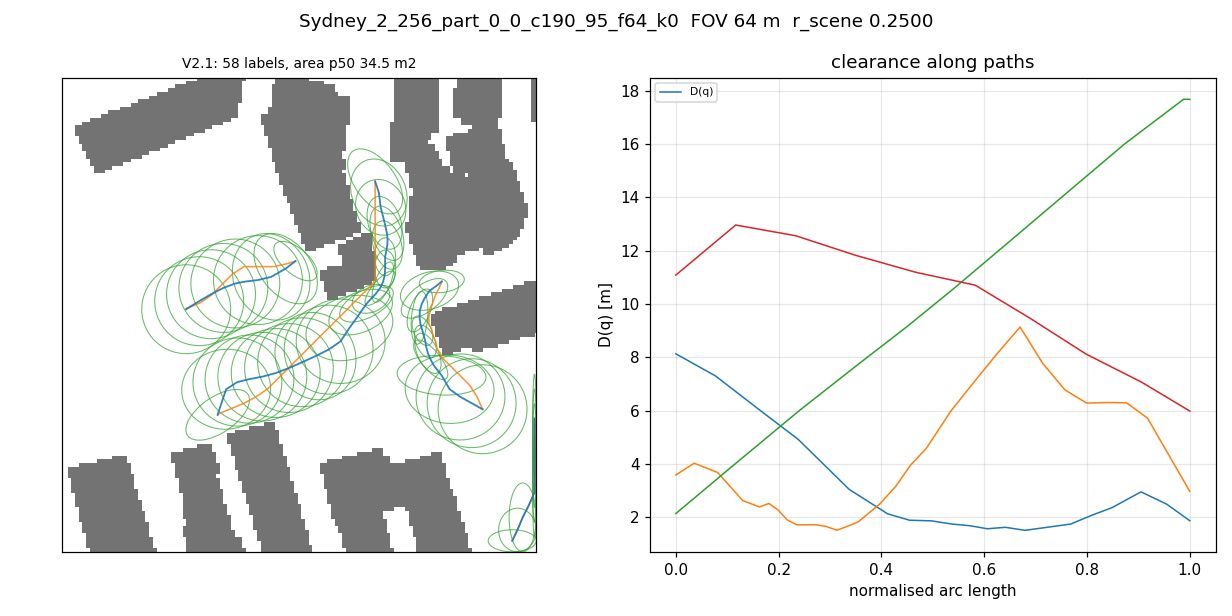 Sydney_2_256_part_0_0_c190_95_f64_k0 FOV 64 m r_scene 0.2500
V2.1: 58 labels, area p50 34.5 m2
clearance along paths
D(q)
D(q) [m]
18
16
14
12
10
8
6
4
2
0.0 0.2 0.4 0.6 0.8 1.0
normalised arc length